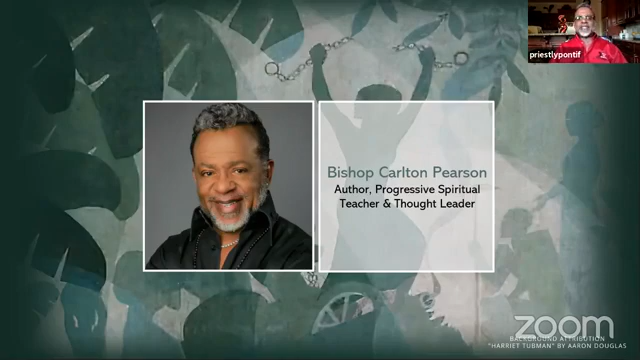 priestlypontif
Bishop Carlton Pearson
Author, Progressive Spiritual
Teacher & Thought Leader
zoom
BACKGROUND ATTRIBUTION
"HARRIET TUBMAN" BY AARON DOUGLAS